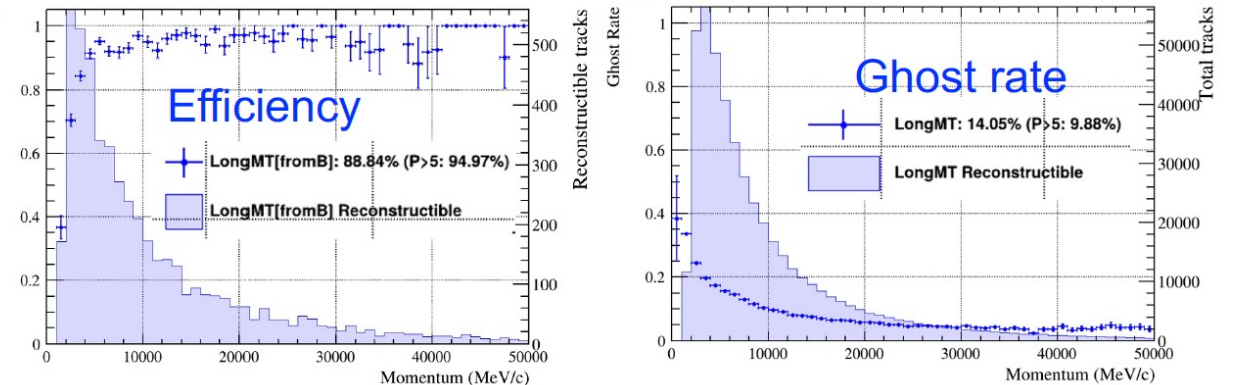 1
0.8
0.6
0.4
0.2
0
Efficiency
LongMT[fromB]: 88.84% (P>5: 94.97%)
LongMT[fromB] Reconstructible
500
400
300
200
100
0
Reconstructible tracks
0 10000 20000 30000 40000 50000
Momentum (MeV/c)
Ghost Rate
1
0.8
0.6
0.4
0.2
0
Ghost rate
LongMT: 14.05% (P>5: 9.88%)
LongMT Reconstructible
50000
40000
30000
20000
10000
0
Total tracks
0 10000 20000 30000 40000 50000
Momentum (MeV/c)